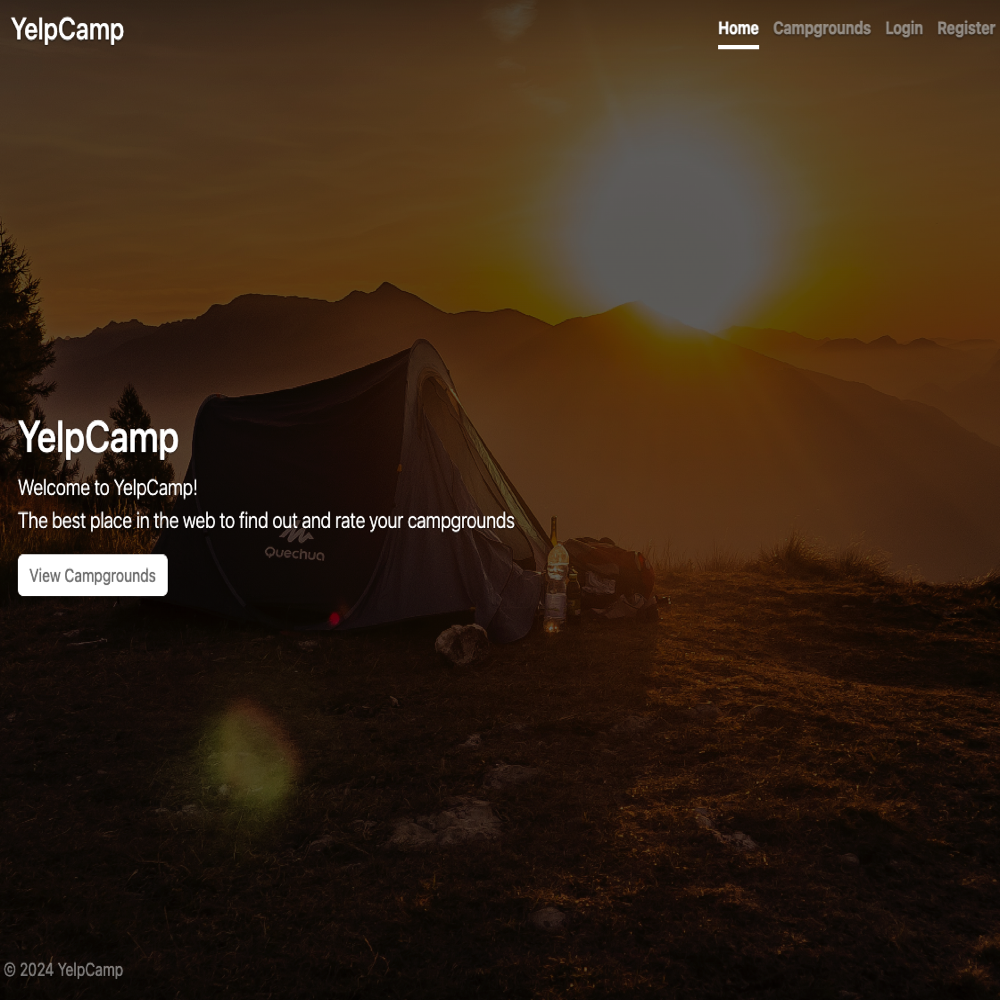 YelpCamp
Home Campgrounds Login Register
YelpCamp
Welcome to YelpCamp!
The best place in the web to find out and rate your campgrounds
Quechua
View Campgrounds
© 2024 YelpCamp